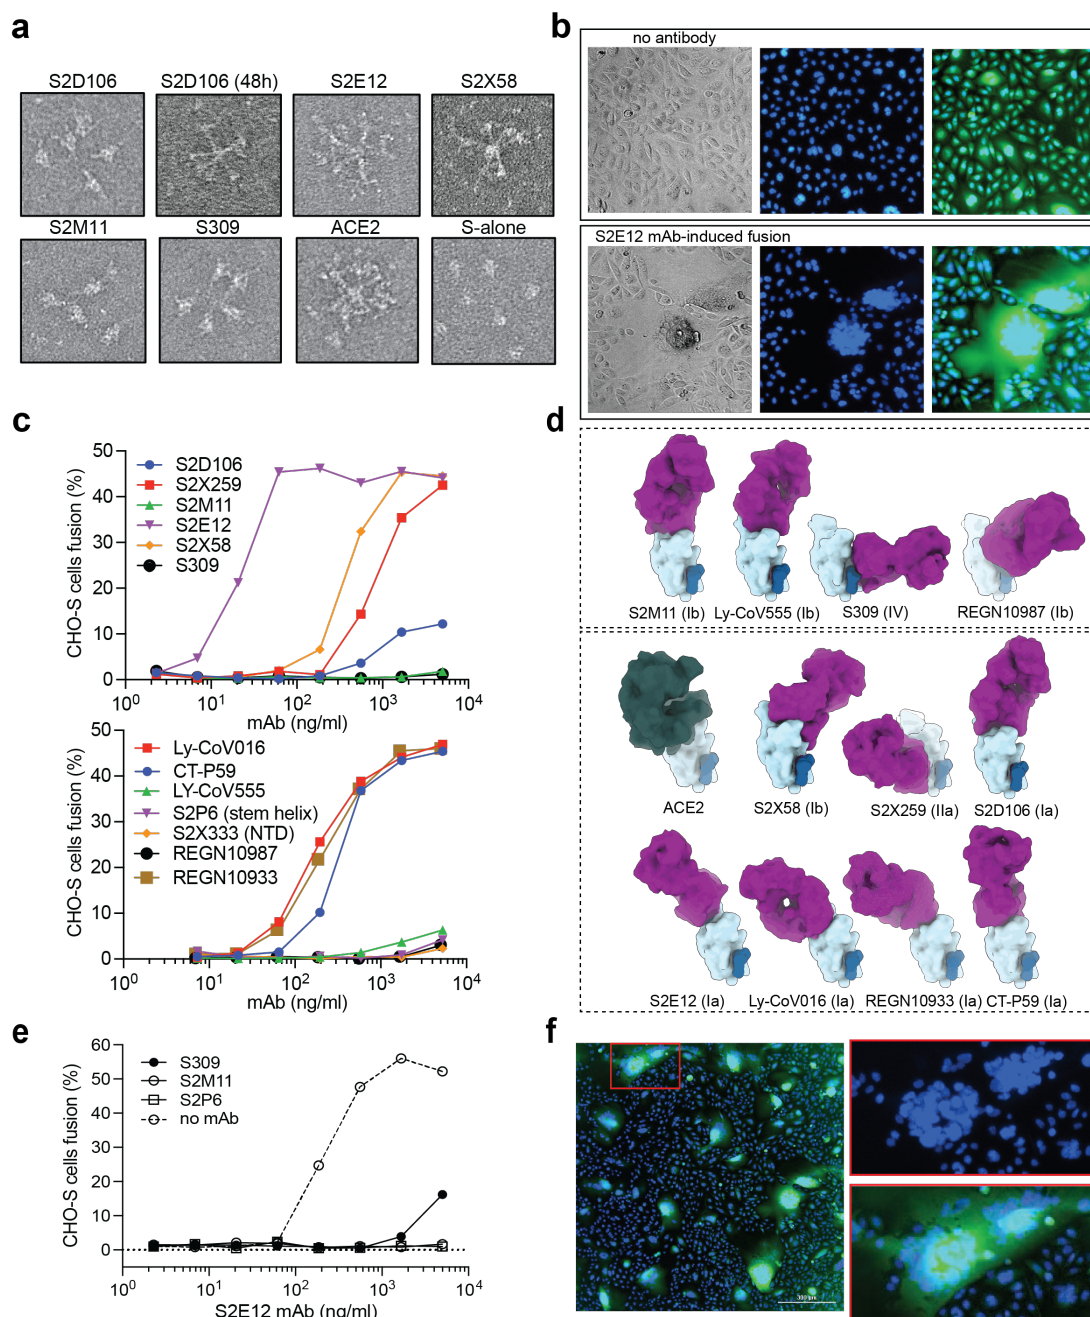 a
S2D106
S2D106 (48h)
S2E12
S2X58
S2M11
S309
ACE2
S-alone
b
no antibody
S2E12 mAb-induced fusion
c
CHO-S cells fusion (%)
50
40
30
20
10
0
S2D106
S2X259
S2M11
S2E12
S2X58
S309
10⁰ 10¹ 10² 10³ 10⁴
mAb (ng/ml)
CHO-S cells fusion (%)
50
40
30
20
10
0
Ly-CoV016
CT-P59
LY-CoV555
S2P6 (stem helix)
S2X333 (NTD)
REGN10987
REGN10933
10⁰ 10¹ 10² 10³ 10⁴
mAb (ng/ml)
d
S2M11 (Ib) Ly-CoV555 (Ib) S309 (IV) REGN10987 (Ib)
ACE2 S2X58 (Ib) S2X259 (IIa) S2D106 (Ia)
S2E12 (Ia) Ly-CoV016 (Ia) REGN10933 (Ia) CT-P59 (Ia)
e
CHO-S cells fusion (%)
60
50
40
30
20
10
0
S309
S2M11
S2P6
no mAb
10⁰ 10¹ 10² 10³ 10⁴
S2E12 mAb (ng/ml)
f